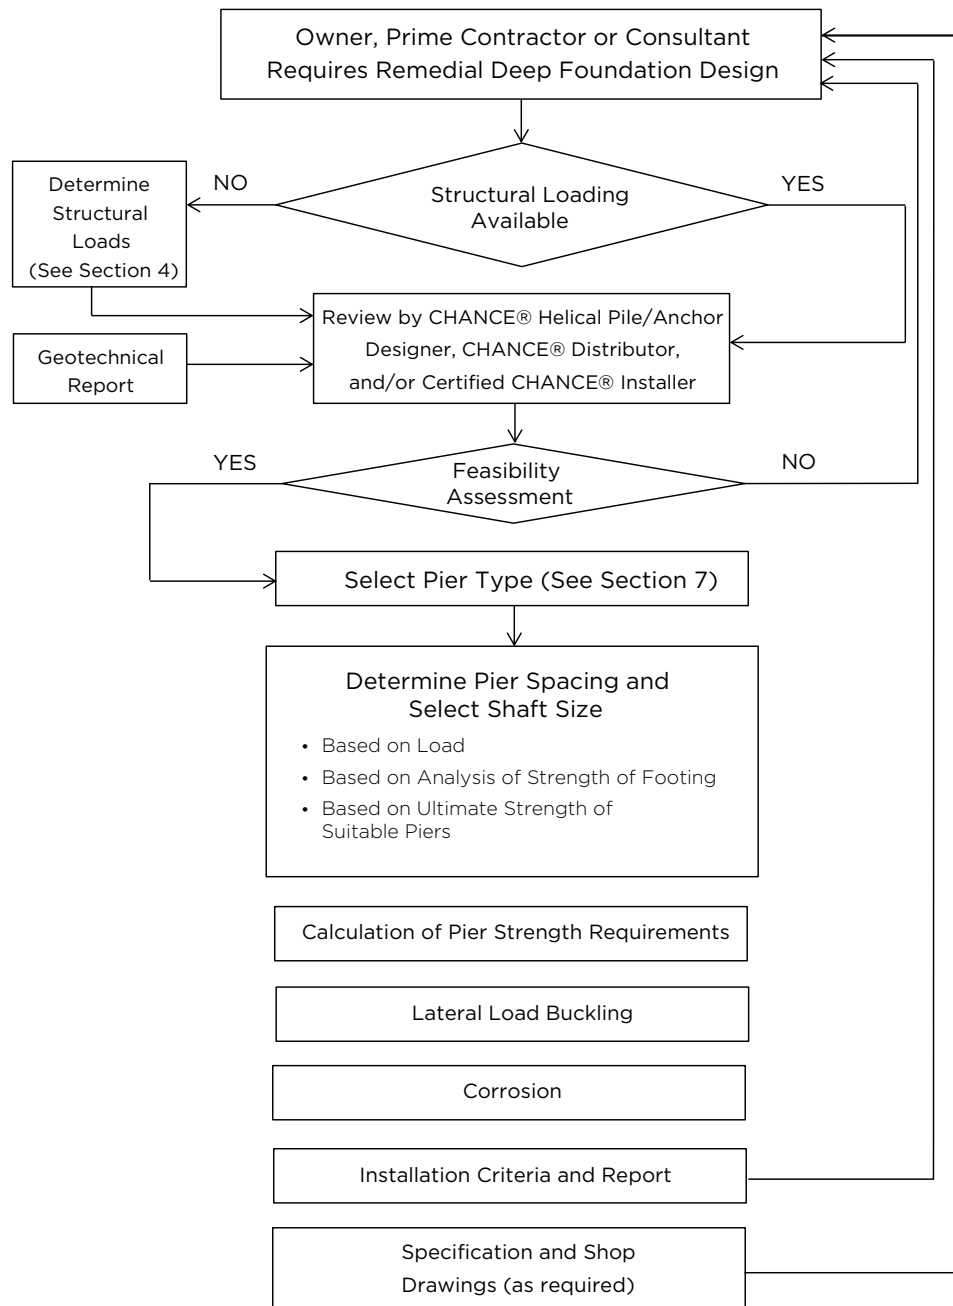 Owner, Prime Contractor or Consultant
Requires Remedial Deep Foundation Design
NO
YES
Determine
Structural
Loads
(See Section 4)
Structural Loading
Available
Review by CHANCE® Helical Pile/Anchor
Designer, CHANCE® Distributor,
and/or Certified CHANCE® Installer
Geotechnical
Report
YES
NO
Feasibility
Assessment
Select Pier Type (See Section 7)
Determine Pier Spacing and
Select Shaft Size
• Based on Load
• Based on Analysis of Strength of Footing
• Based on Ultimate Strength of
Suitable Piers
Calculation of Pier Strength Requirements
Lateral Load Buckling
Corrosion
Installation Criteria and Report
Specification and Shop
Drawings (as required)